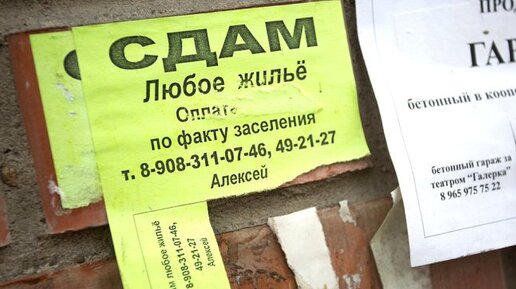 СДАМ
Любое жильё
Оплата
по факту заселения
т. 8-908-311-07-46, 49-21-27
Алексей
любое жильё
8-908-311-07-46,
49-21-27
Алексей
ПРО
ГАР
бетонный в кооп
бетонный гараж за
театром "Галерка"
8 965 975 75 22